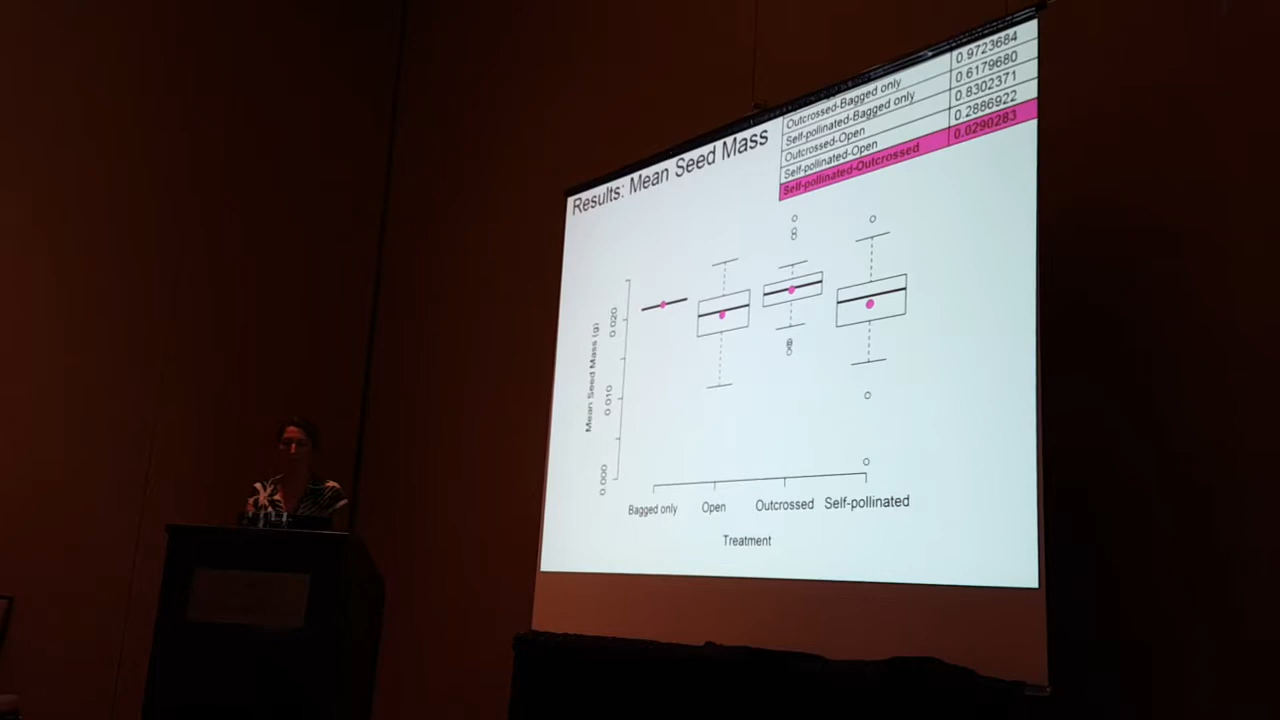 Results: Mean Seed Mass
Outcrossed-Bagged only 0.9723684
Self-pollinated-Bagged only 0.6179680
Outcrossed-Open 0.8302371
Self-pollinated-Open 0.2886922
Self-pollinated-Outcrossed 0.0290283
Mean Seed Mass (g)
0.020
0.010
0.000
Bagged only Open Outcrossed Self-pollinated
Treatment